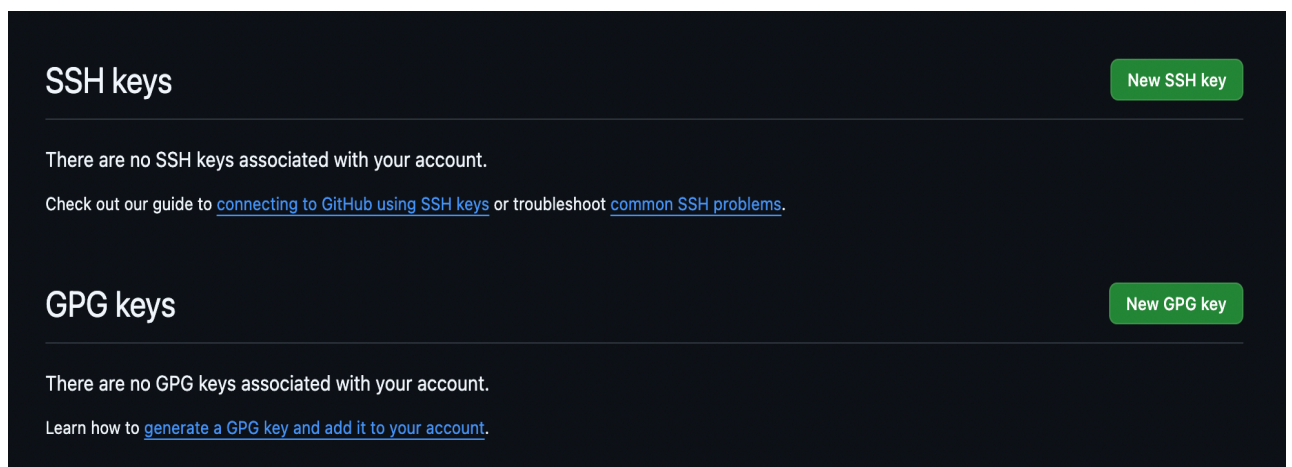 SSH keys
New SSH key
There are no SSH keys associated with your account.
Check out our guide to connecting to GitHub using SSH keys or troubleshoot common SSH problems.
GPG keys
New GPG key
There are no GPG keys associated with your account.
Learn how to generate a GPG key and add it to your account.